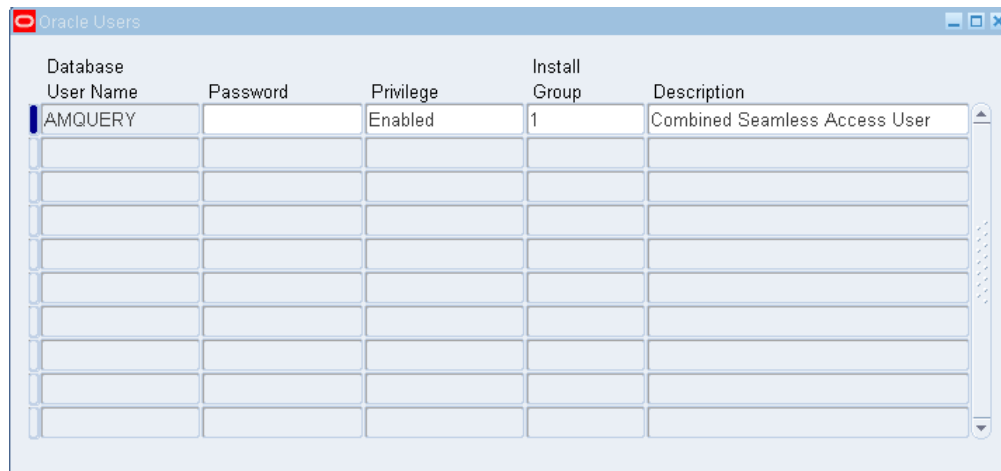 Oracle Users
Database Install
User Name Password Privilege Group Description
AMQUERY Enabled 1 Combined Seamless Access User